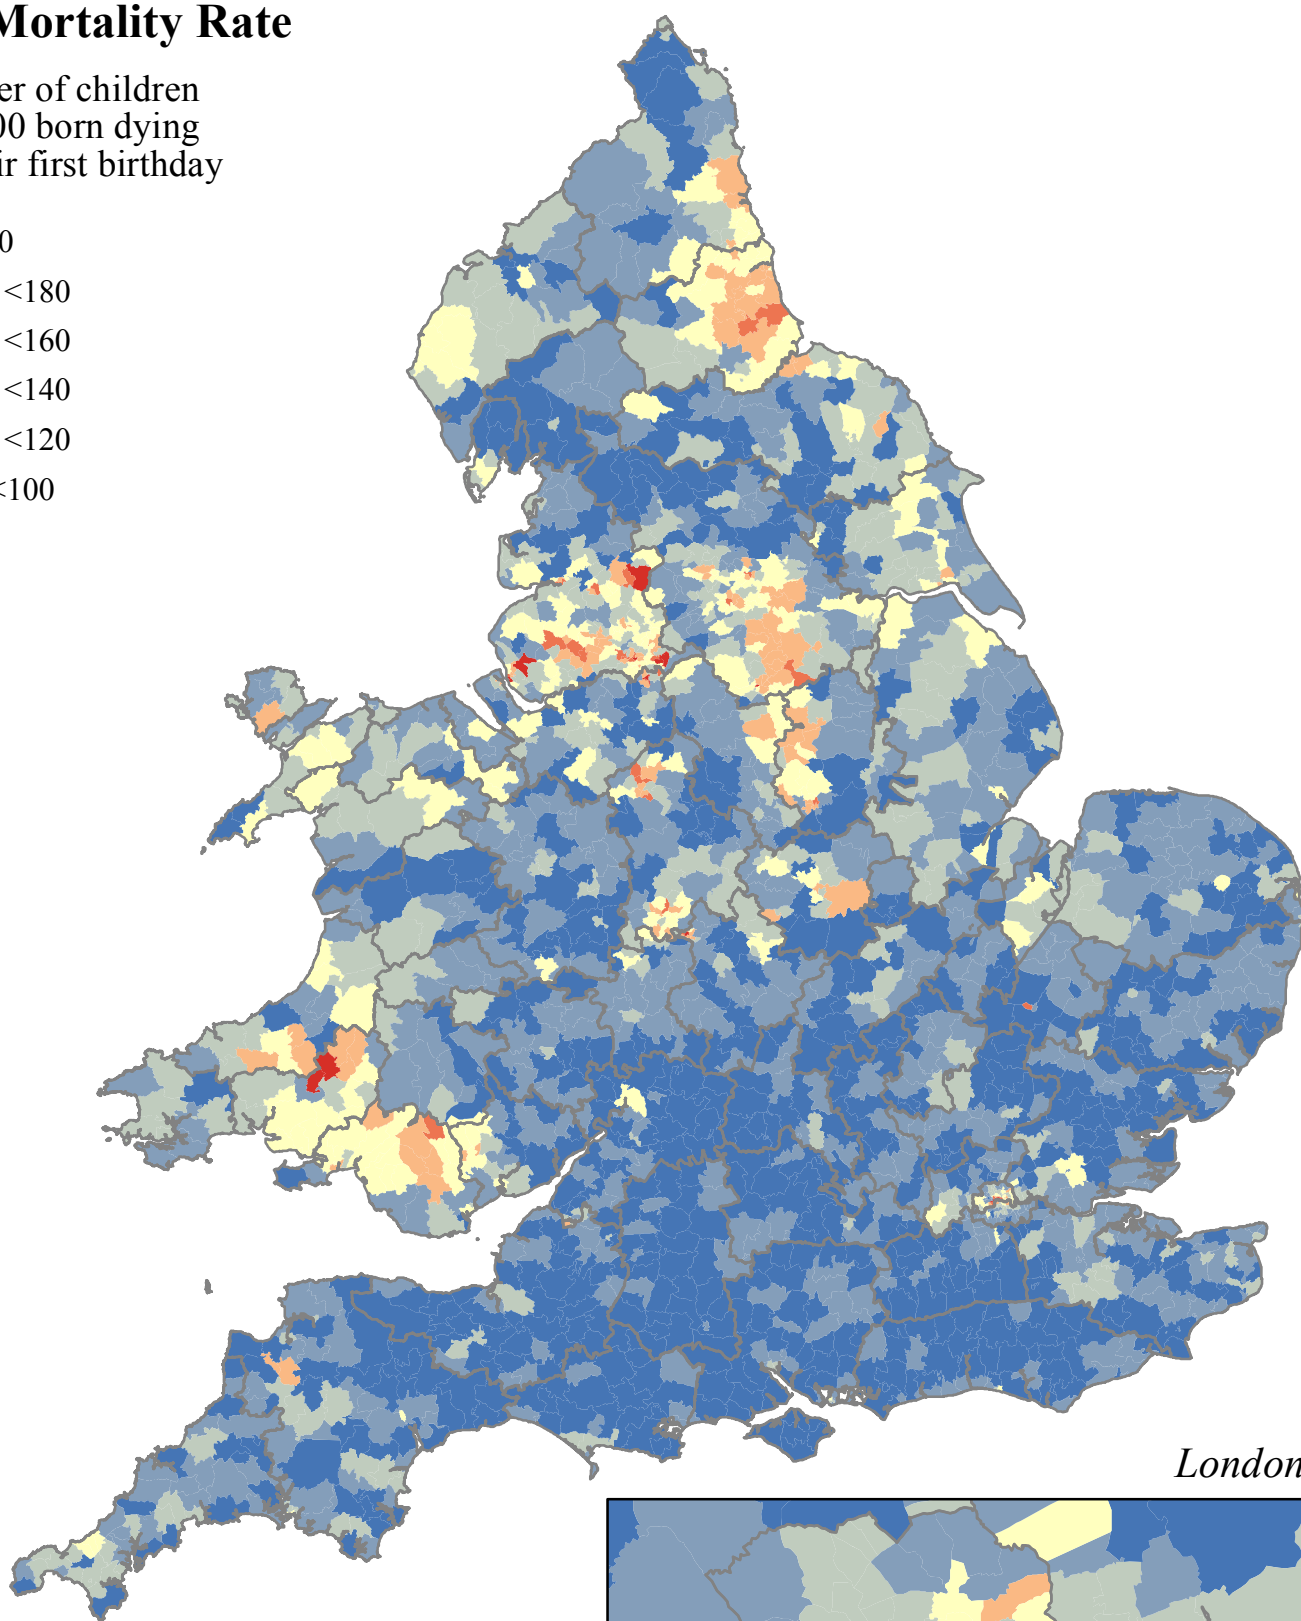 Mortality Rate
er of children
00 born dying
ir first birthday
0
<180
<160
<140
<120
<100
London